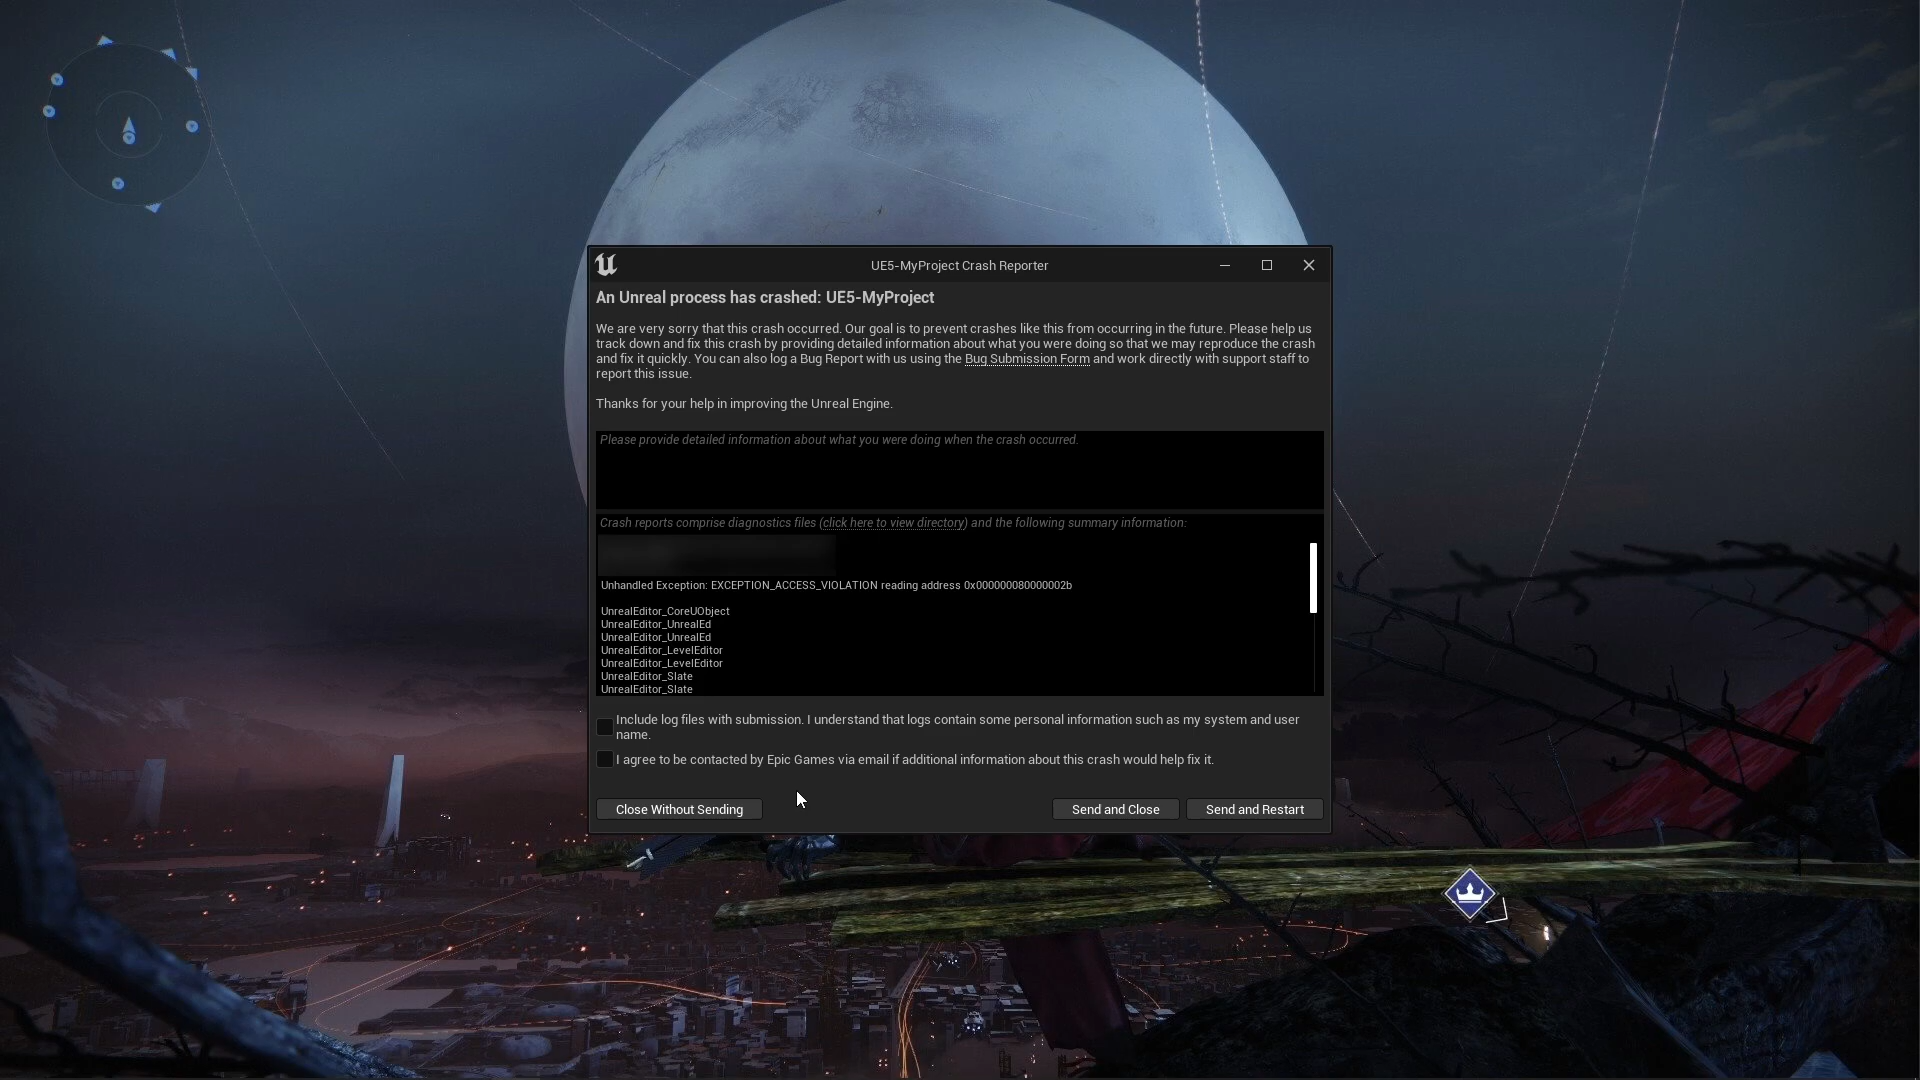 UE5-MyProject Crash Reporter
An Unreal process has crashed: UE5-MyProject
We are very sorry that this crash occurred. Our goal is to prevent crashes like this from occurring in the future. Please help us
track down and fix this crash by providing detailed information about what you were doing so that we may reproduce the crash
and fix it quickly. You can also log a Bug Report with us using the Bug Submission Form and work directly with support staff to
report this issue.
Thanks for your help in improving the Unreal Engine.
Please provide detailed information about what you were doing when the crash occurred.
Crash reports comprise diagnostics files (click here to view directory) and the following summary information:
Unhandled Exception: EXCEPTION_ACCESS_VIOLATION reading address 0x000000080000002b
UnrealEditor_CoreUObject
UnrealEditor_UnrealEd
UnrealEditor_UnrealEd
UnrealEditor_LevelEditor
UnrealEditor_LevelEditor
UnrealEditor_Slate
UnrealEditor_Slate
Include log files with submission. I understand that logs contain some personal information such as my system and user
name.
I agree to be contacted by Epic Games via email if additional information about this crash would help fix it.
Close Without Sending
Send and Close
Send and Restart